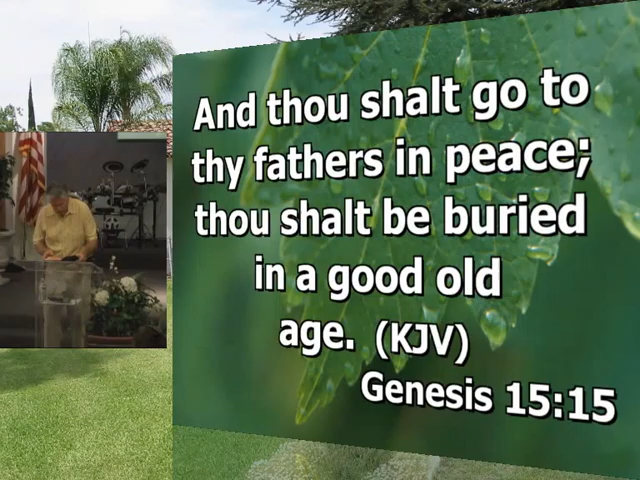 And thou shalt go to
thy fathers in peace;
thou shalt be buried
in a good old
age. (KJV)
Genesis 15:15